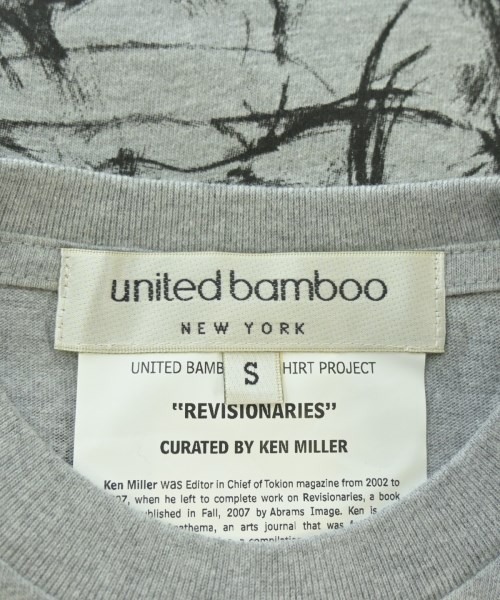 united bamboo
NEW YORK
S
UNITED BAMB HIRT PROJECT
"REVISIONARIES"
CURATED BY KEN MILLER
Ken Miller was Editor in Chief of Tokion magazine from 2002 to
07, when he left to complete work on Revisionaries, a book
ublished in Fall, 2007 by Abrams Image. Ken is
athema, an arts journal that was